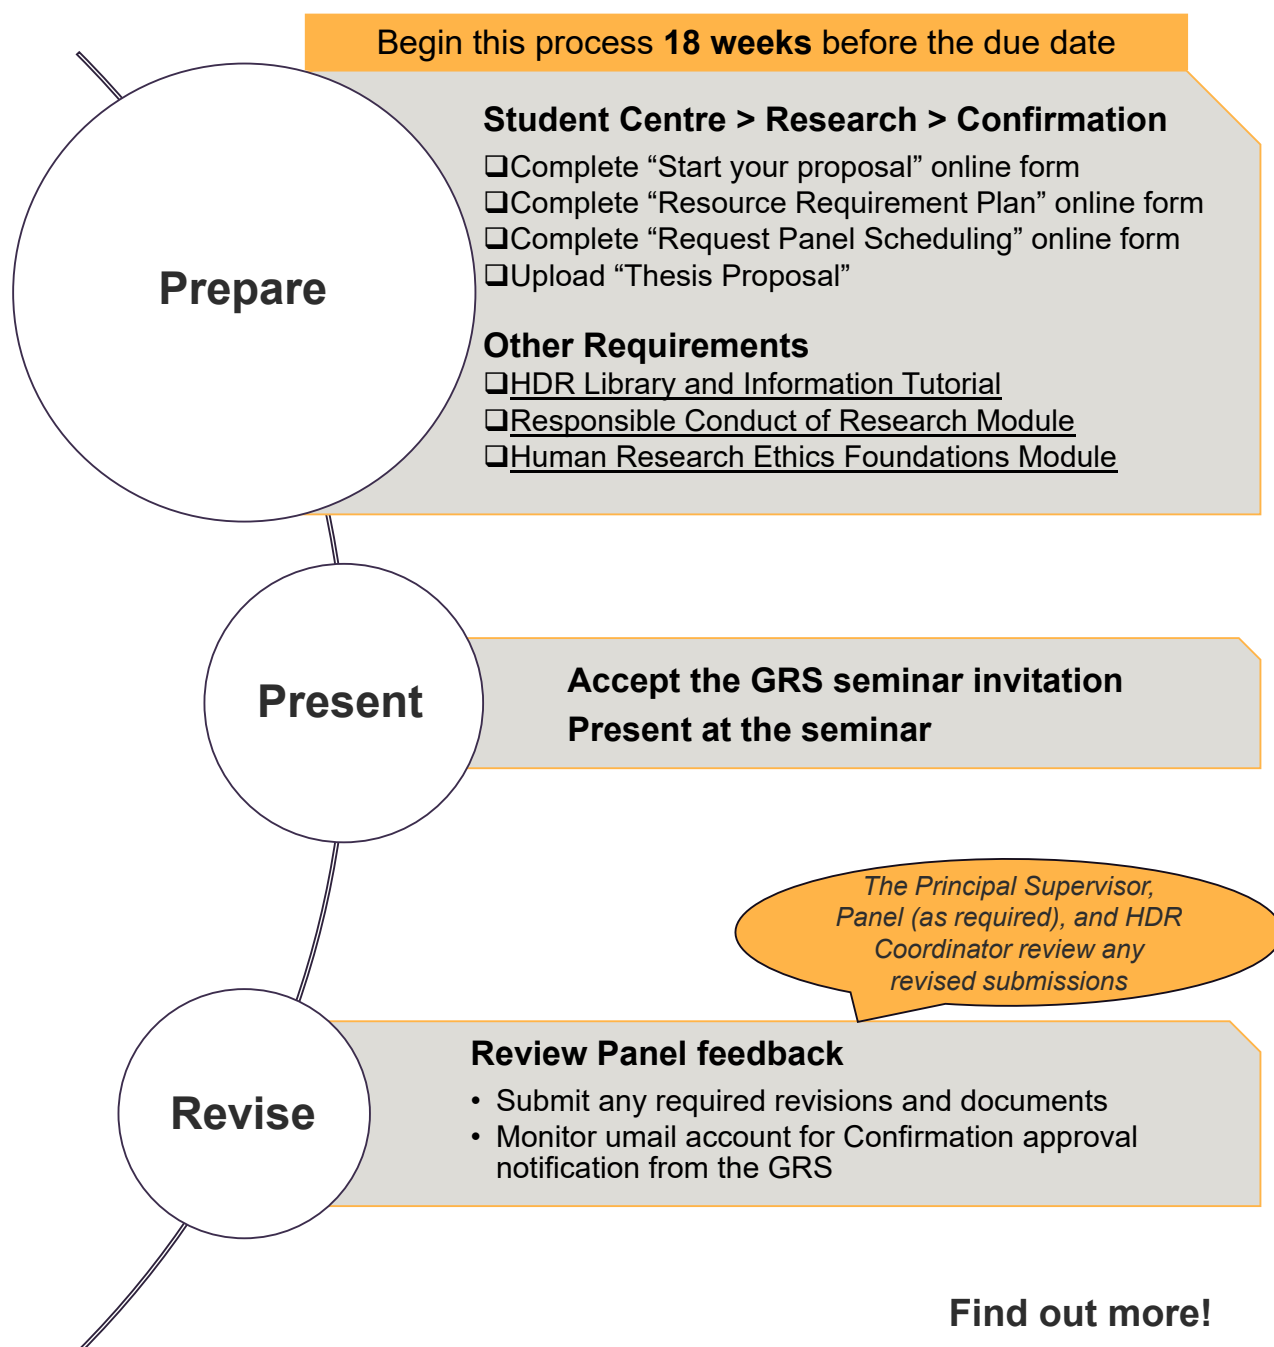 Begin this process 18 weeks before the due date
Prepare
Student Centre > Research > Confirmation
❑Complete “Start your proposal” online form
❑Complete “Resource Requirement Plan” online form
❑Complete “Request Panel Scheduling” online form
❑Upload “Thesis Proposal”
Other Requirements
❑HDR Library and Information Tutorial
❑Responsible Conduct of Research Module
❑Human Research Ethics Foundations Module
Present
Accept the GRS seminar invitation
Present at the seminar
The Principal Supervisor,
Panel (as required), and HDR
Coordinator review any
revised submissions
Revise
Review Panel feedback
• Submit any required revisions and documents
• Monitor umail account for Confirmation approval
notification from the GRS
Find out more!